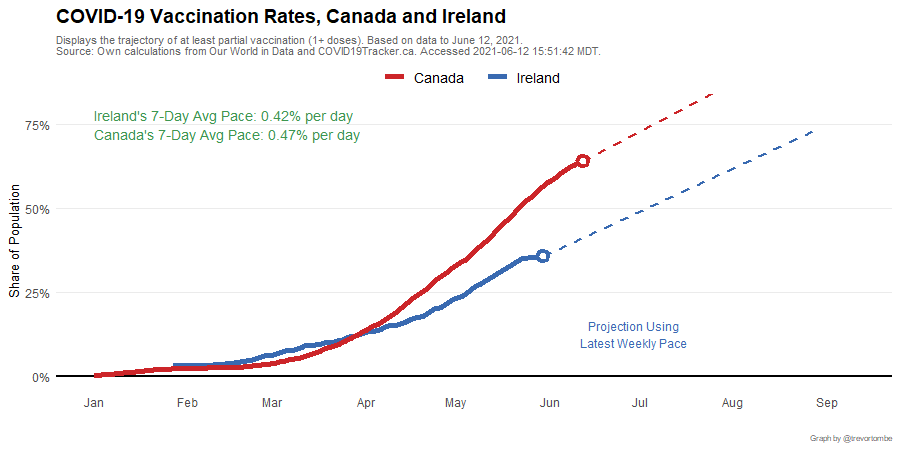 COVID-19 Vaccination Rates, Canada and Ireland
Displays the trajectory of at least partial vaccination (1+ doses). Based on data to June 12, 2021.
Source: Own calculations from Our World in Data and COVID19Tracker.ca. Accessed 2021-06-12 15:51:42 MDT.
Canada Ireland
Ireland's 7-Day Avg Pace: 0.42% per day
Canada's 7-Day Avg Pace: 0.47% per day
75%
50%
25%
0%
Share of Population
Projection Using
Latest Weekly Pace
Jan Feb Mar Apr May Jun Jul Aug Sep
Graph by @trevortombe